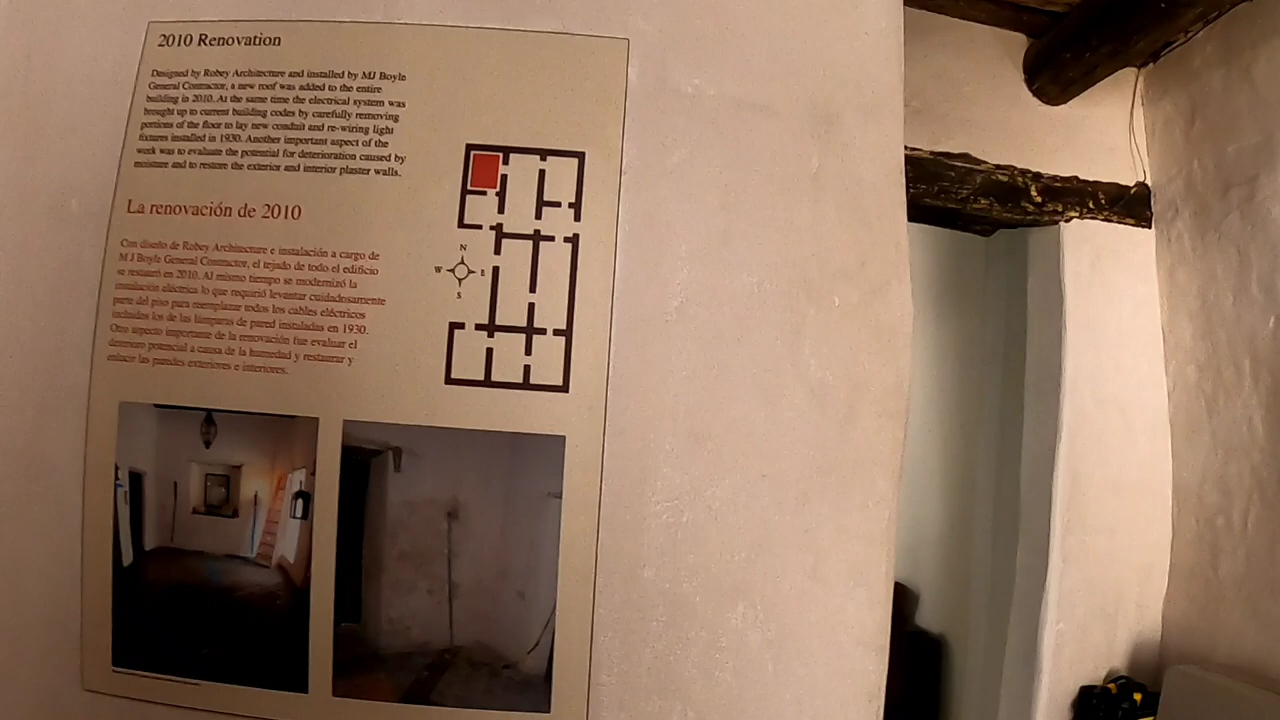 2010 Renovation
Designed by Robey Architecture and installed by MJ Boyle
General Contractor, a new roof was added to the entire
building in 2010. At the same time the electrical system was
brought up to current building codes by carefully removing
portions of the floor to lay new conduit and re-wiring light
fixtures installed in 1930. Another important aspect of the
work was to evaluate the potential for deterioration caused by
moisture and to restore the exterior and interior plaster walls.
La renovación de 2010
Con diseño de Robey Architecture e instalación a cargo de
M J Boyle General Contractor, el tejado de todo el edificio
se restauró en 2010. Al mismo tiempo se modernizó la
instalación eléctrica lo que requirió levantar cuidadosamente
parte del piso para reemplazar todos los cables eléctricos
incluidos los de las lámparas de pared instaladas en 1930.
Otro aspecto importante de la renovación fue evaluar el
deterioro potencial a causa de la humedad y restaurar y
enlucir las paredes exteriores e interiores.
N
W E
S